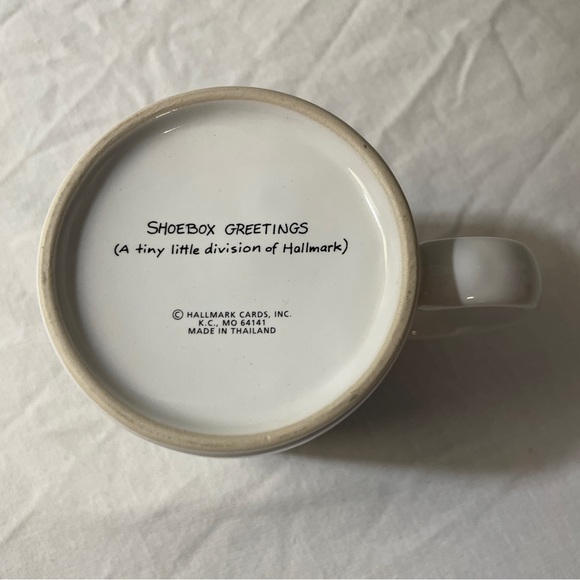 SHOEBOX GREETINGS
(A tiny little division of Hallmark)
© HALLMARK CARDS, INC.
K.C., MO 64141
MADE IN THAILAND